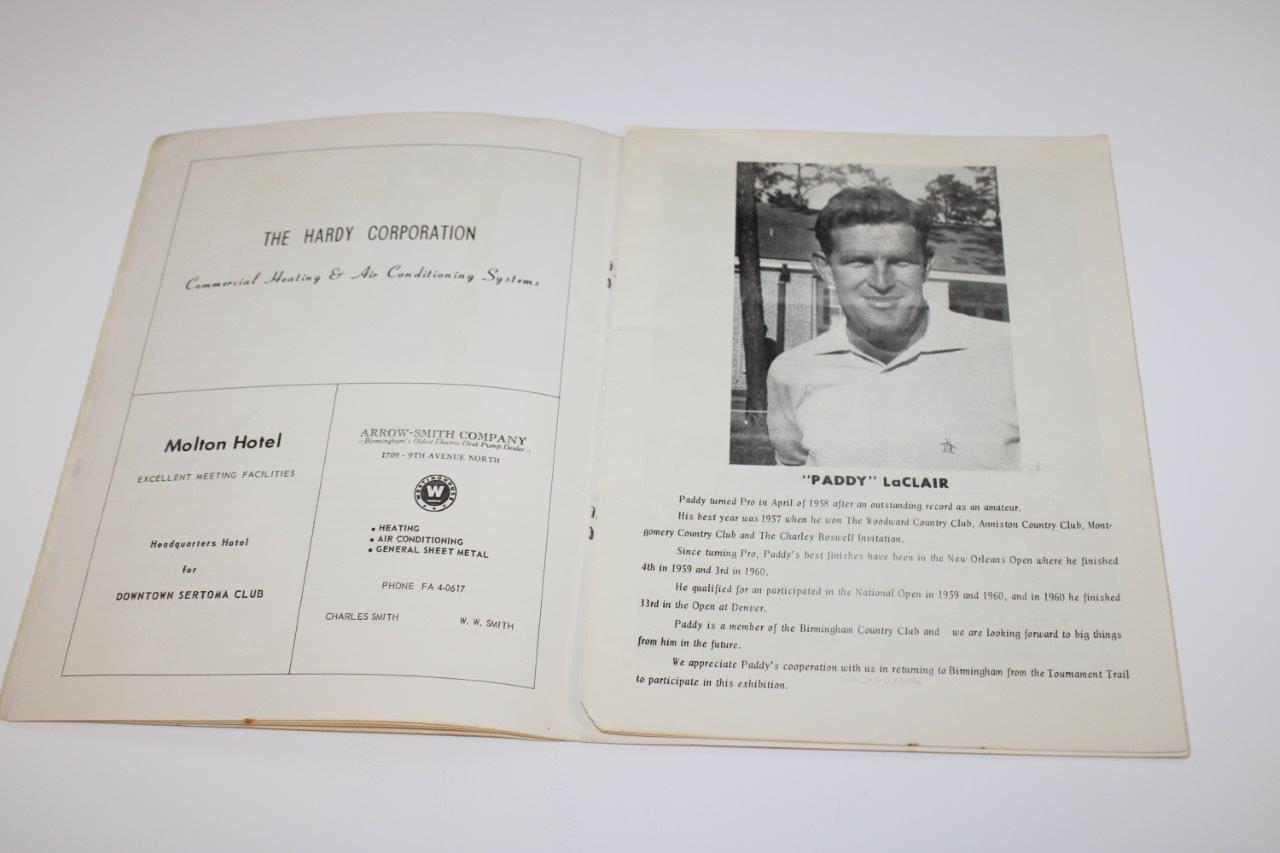 THE HARDY CORPORATION
Commercial Heating & Air Conditioning Systems
Molton Hotel
EXCELLENT MEETING FACILITIES
Headquarters Hotel
for
DOWNTOWN SERTOMA CLUB
ARROW-SMITH COMPANY
Birmingham's Oldest Electric Heat Pump Dealer
1709 - 9TH AVENUE NORTH
WESTINGHOUSE
W
• HEATING
• AIR CONDITIONING
• GENERAL SHEET METAL
PHONE FA 4-0617
CHARLES SMITH W. W. SMITH
"PADDY" LaCLAIR
Paddy turned Pro in April of 1958 after an outstanding record as an amateur.
His best year was 1957 when he won The Woodward Country Club, Anniston Country Club, Mont-
gomery Country Club and The Charley Boswell Invitation.
Since turning Pro, Paddy's best finishes have been in the New Orleans Open where he finished
4th in 1959 and 3rd in 1960.
He qualified for an participated in the National Open in 1959 and 1960, and in 1960 he finished
33rd in the Open at Denver.
Paddy is a member of the Birmingham Country Club and we are looking forward to big things
from him in the future.
We appreciate Paddy's cooperation with us in returning to Birmingham from the Tournament Trail
to participate in this exhibition.